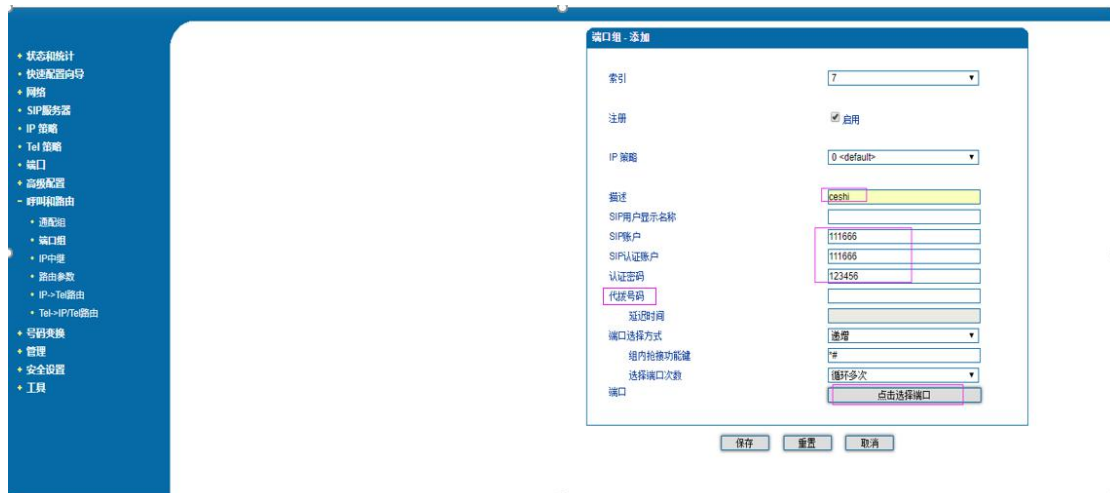 状态和统计
快速配置向导
网络
SIP服务器
IP 策略
Tel 策略
端口
高级配置
呼叫和路由
通配组
端口组
IP中继
路由参数
IP->Tel路由
Tel->IP/Tel路由
号码变换
管理
安全设置
工具
端口组 - 添加
索引 7
注册 启用
IP 策略 0 <default>
描述 ceshi
SIP用户显示名称
SIP账户 111666
SIP认证账户 111666
认证密码 123456
代拨号码
延迟时间
端口选择方式 递增
组内抢接功能键 *#
选择端口次数 循环多次
端口 点击选择端口
保存 重置 取消